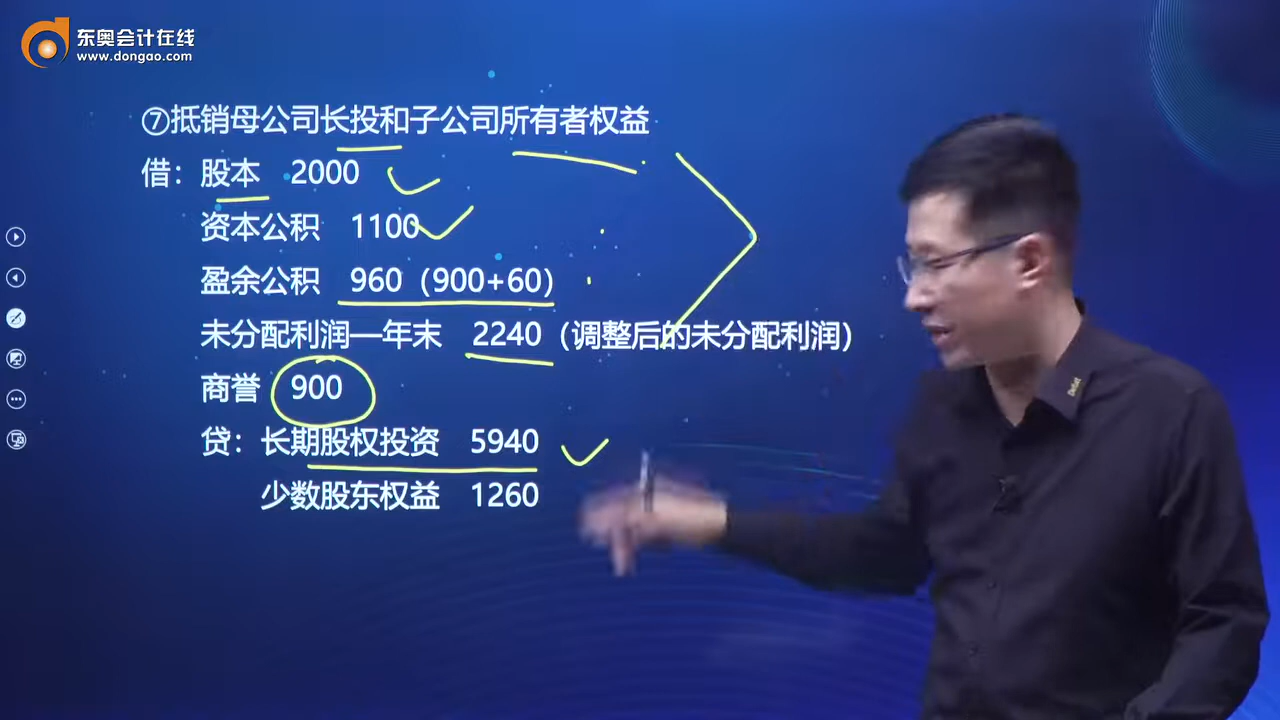 东奥会计在线
www.dongao.com
⑦抵销母公司长投和子公司所有者权益
借：股本 2000
资本公积 1100
盈余公积 960（900+60）
未分配利润—年末 2240（调整后的未分配利润）
商誉 900
贷：长期股权投资 5940
少数股东权益 1260